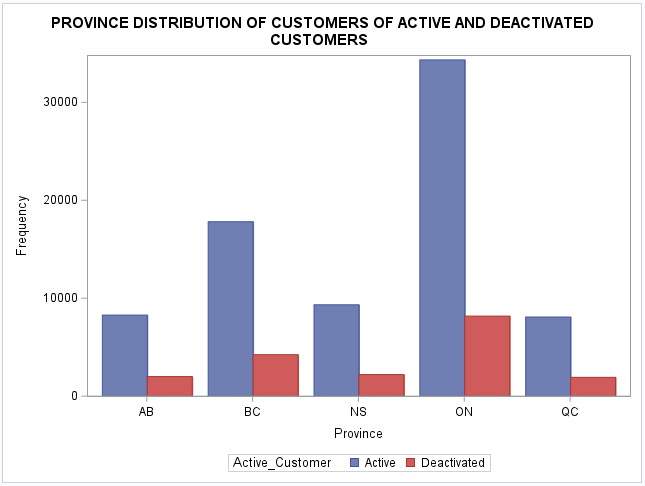 PROVINCE DISTRIBUTION OF CUSTOMERS OF ACTIVE AND DEACTIVATED
CUSTOMERS
30000
20000
10000
0
Frequency
AB BC NS ON QC
Province
Active_Customer Active Deactivated